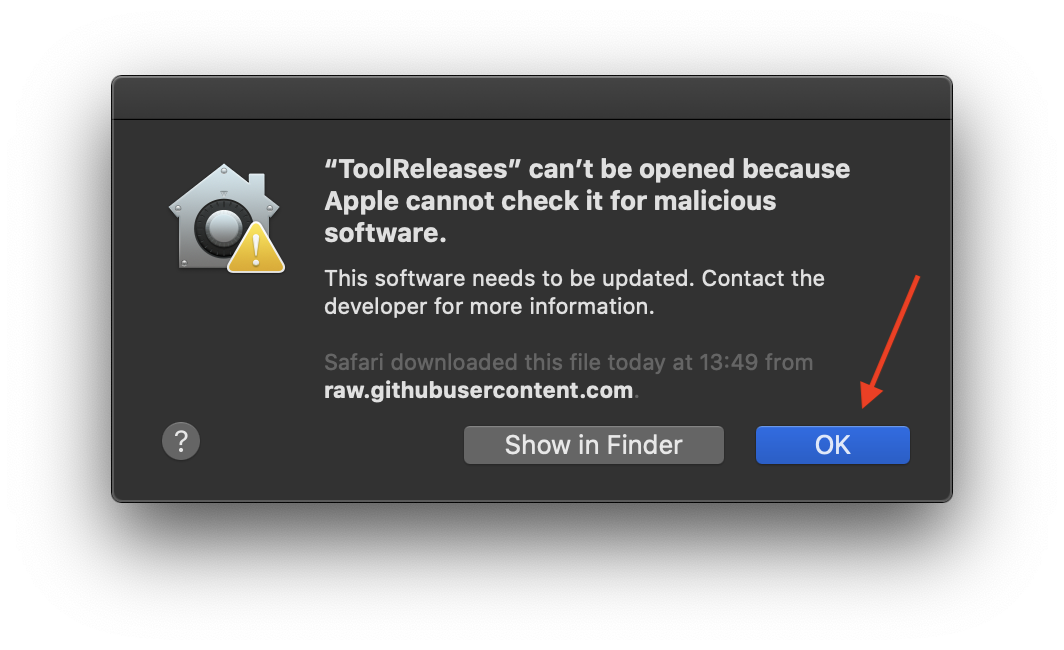 “ToolReleases” can’t be opened because
Apple cannot check it for malicious
software.
This software needs to be updated. Contact the
developer for more information.
Safari downloaded this file today at 13:49 from
raw.githubusercontent.com.
?
Show in Finder
OK